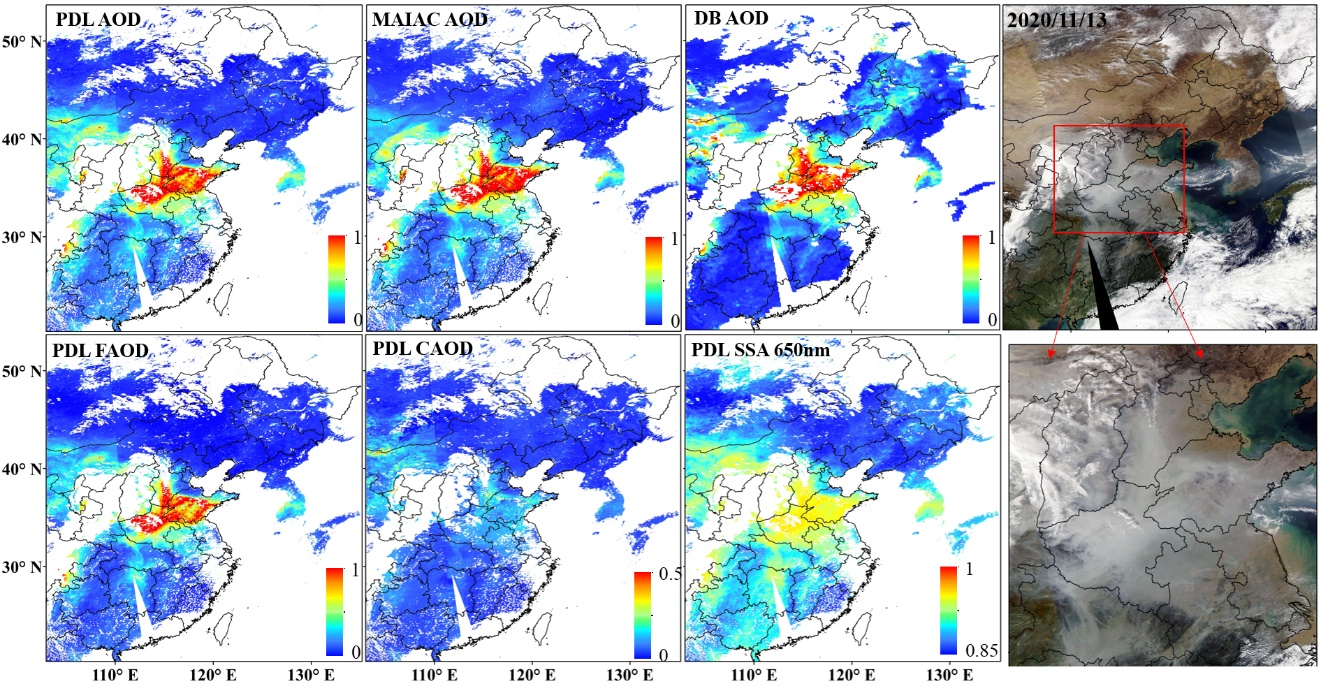 PDL AOD
MAIAC AOD
DB AOD
2020/11/13
50° N
40° N
30° N
1
0
1
0
1
0
PDL FAOD
PDL CAOD
PDL SSA 650nm
50° N
40° N
30° N
1
0
0.5
0
1
0.85
110° E
120° E
130° E
110° E
120° E
130° E
110° E
120° E
130° E